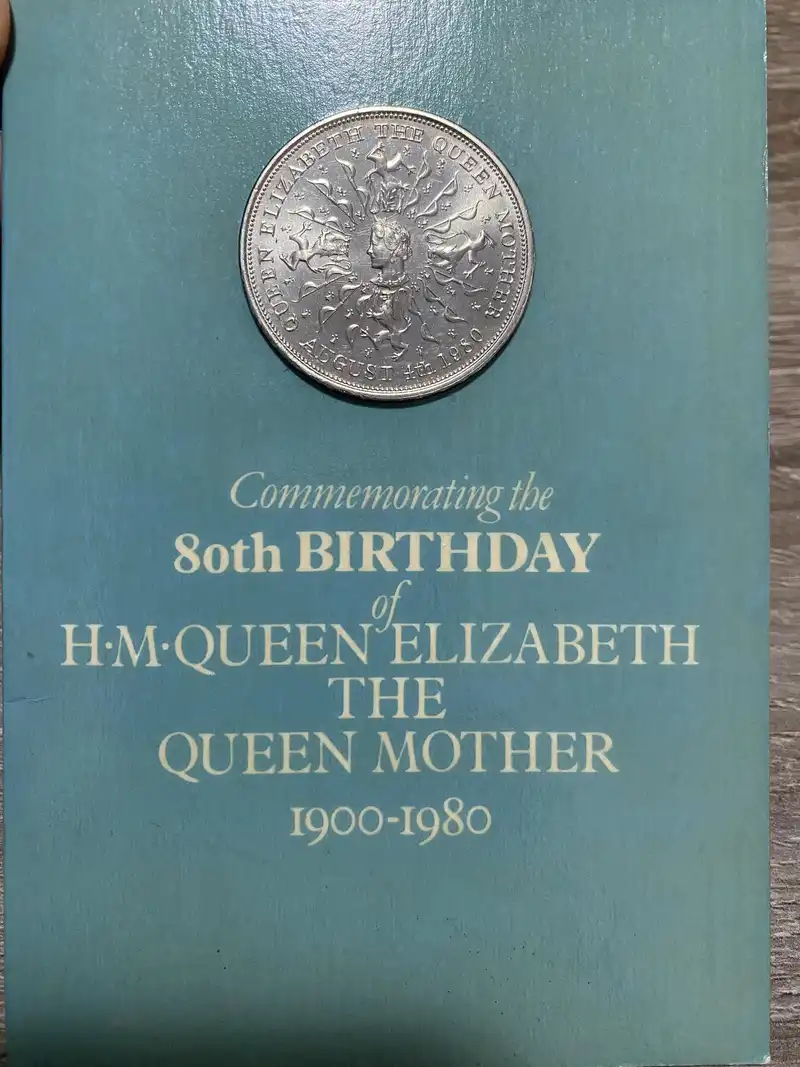 QUEEN ELIZABETH THE QUEEN MOTHER
AUGUST 4th 1980
Commemorating the
80th BIRTHDAY
of
H·M·QUEEN ELIZABETH
THE
QUEEN MOTHER
1900-1980